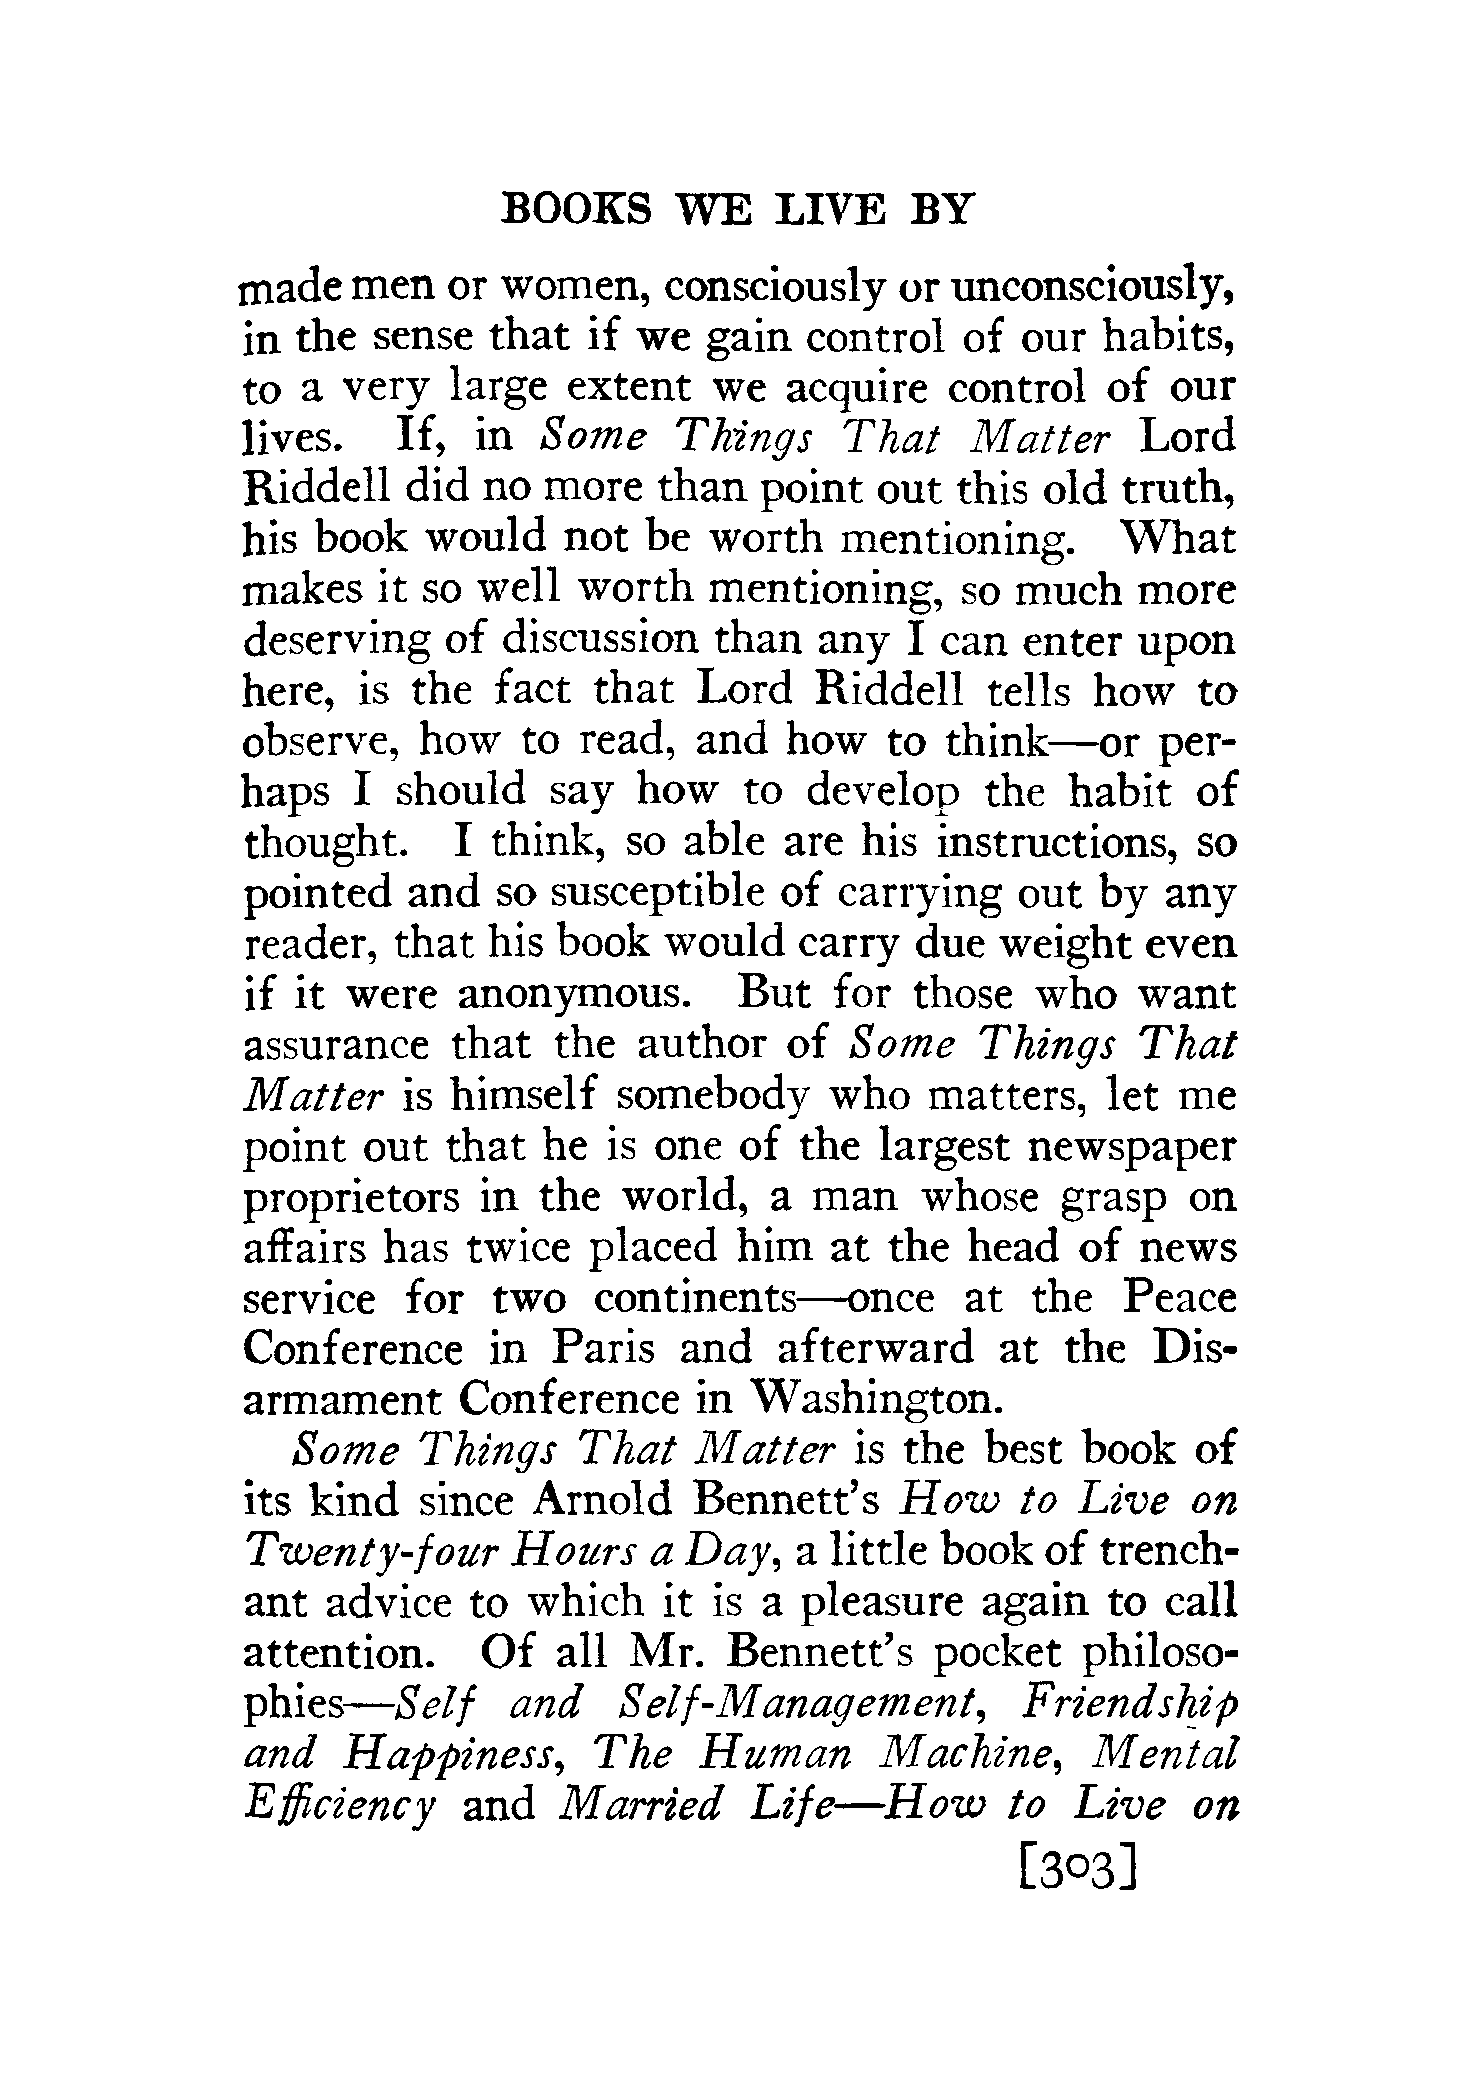 BOOKS WE LIVE BY
made men or women, consciously or unconsciously,
in the sense that if we gain control of our habits,
to a very large extent we acquire control of our
lives. If, in Some Things That Matter Lord
Riddell did no more than point out this old truth,
his book would not be worth mentioning. What
makes it so well worth mentioning, so much more
deserving of discussion than any I can enter upon
here, is the fact that Lord Riddell tells how to
observe, how to read, and how to think—or per-
haps I should say how to develop the habit of
thought. I think, so able are his instructions, so
pointed and so susceptible of carrying out by any
reader, that his book would carry due weight even
if it were anonymous. But for those who want
assurance that the author of Some Things That
Matter is himself somebody who matters, let me
point out that he is one of the largest newspaper
proprietors in the world, a man whose grasp on
affairs has twice placed him at the head of news
service for two continents—once at the Peace
Conference in Paris and afterward at the Dis-
armament Conference in Washington.
Some Things That Matter is the best book of
its kind since Arnold Bennett's How to Live on
Twenty-four Hours a Day, a little book of trench-
ant advice to which it is a pleasure again to call
attention. Of all Mr. Bennett's pocket philoso-
phies—Self and Self-Management, Friendship
and Happiness, The Human Machine, Mental
Efficiency and Married Life—How to Live on
[303]